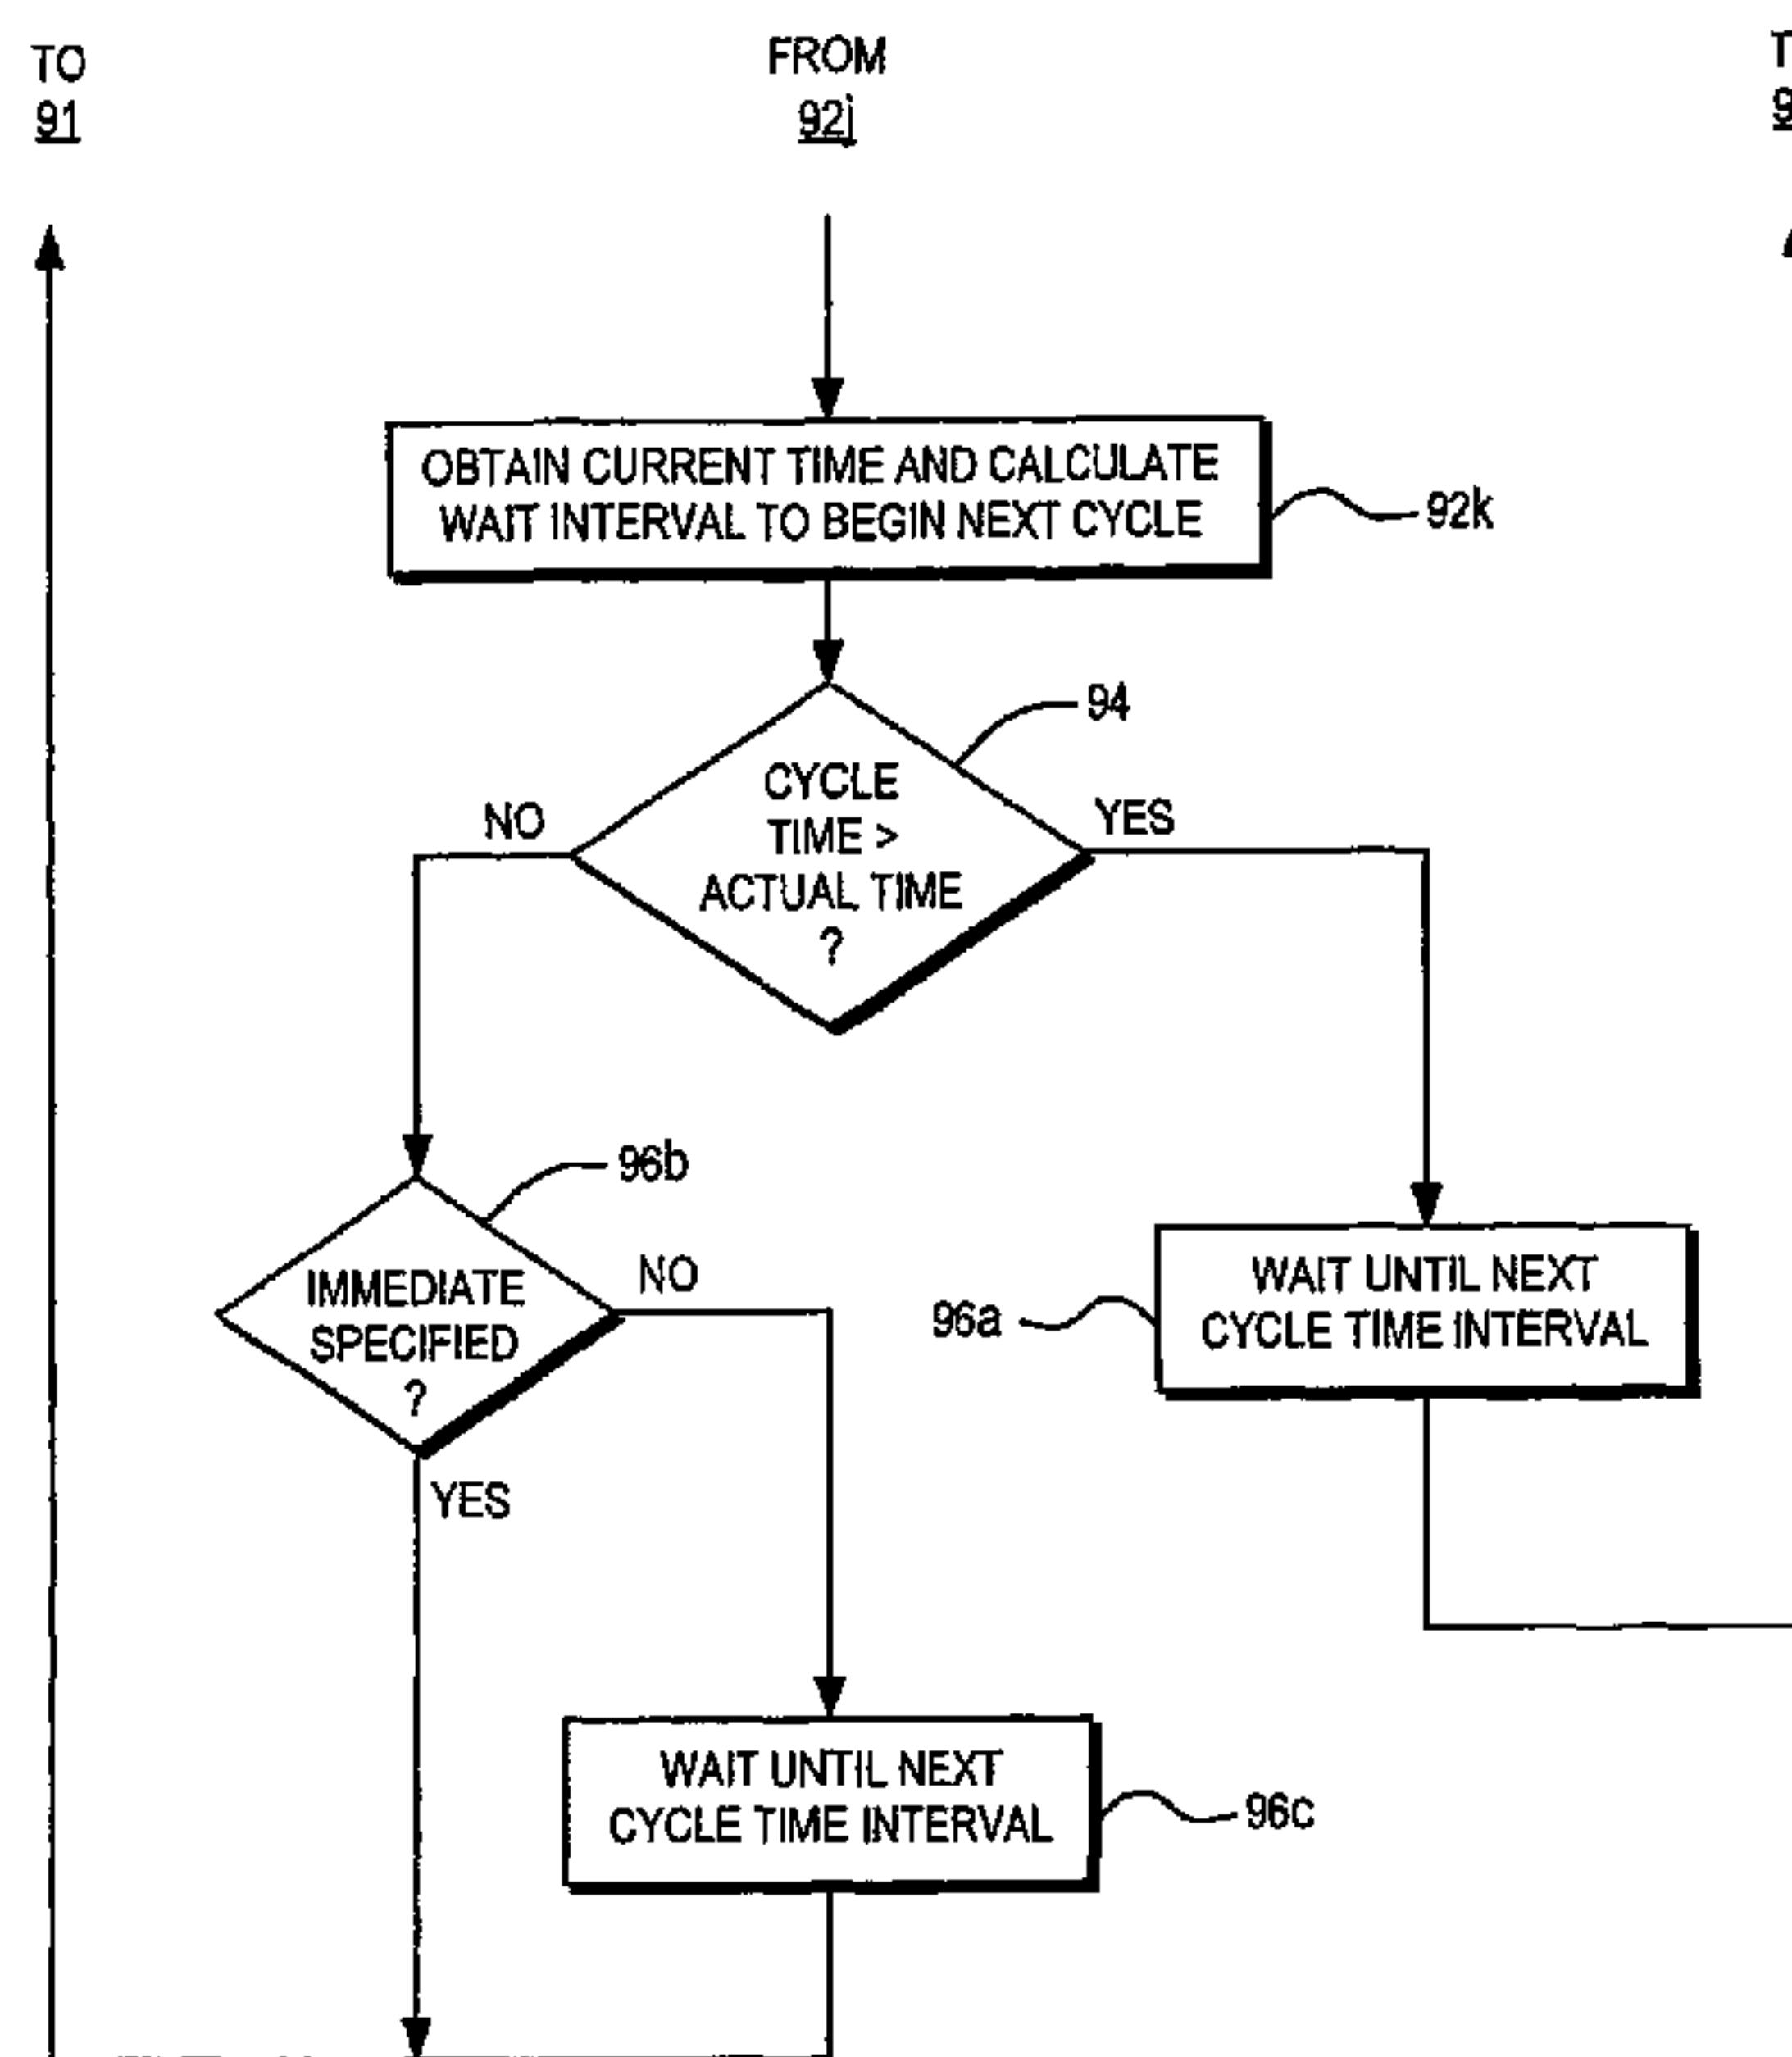 TO
91
FROM
92j
OBTAIN CURRENT TIME AND CALCULATE
WAIT INTERVAL TO BEGIN NEXT CYCLE
92k
94
CYCLE
TIME >
ACTUAL TIME
?
NO
YES
96b
IMMEDIATE
SPECIFIED
?
NO
YES
96a
WAIT UNTIL NEXT
CYCLE TIME INTERVAL
WAIT UNTIL NEXT
CYCLE TIME INTERVAL
96c